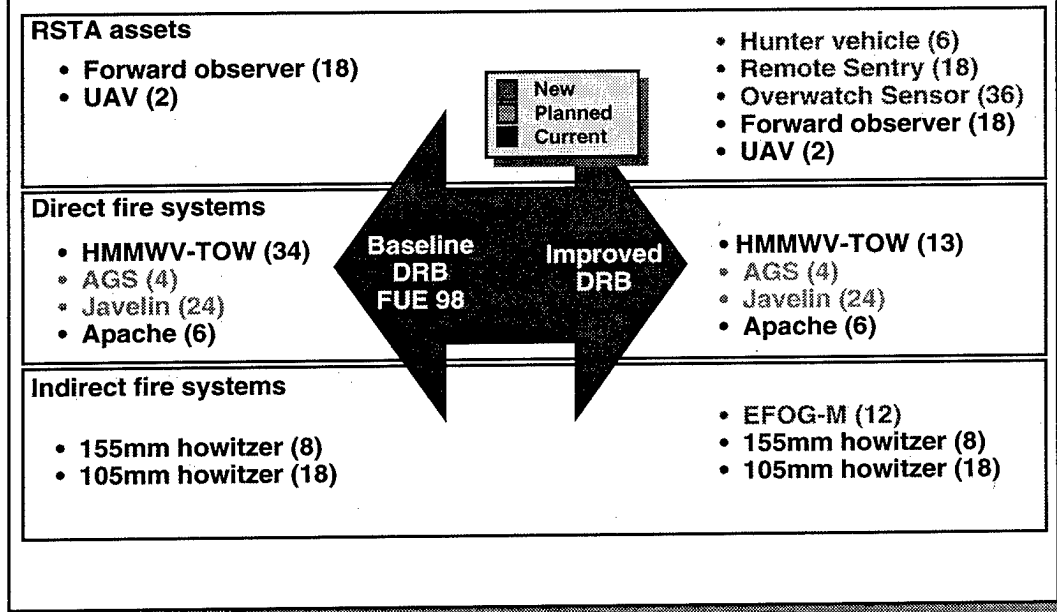 RSTA assets
• Forward observer (18)
• UAV (2)
• Hunter vehicle (6)
• Remote Sentry (18)
• Overwatch Sensor (36)
• Forward observer (18)
• UAV (2)
New
Planned
Current
Direct fire systems
• HMMWV-TOW (34)
• AGS (4)
• Javelin (24)
• Apache (6)
Baseline
DRB
FUE 98
Improved
DRB
• HMMWV-TOW (13)
• AGS (4)
• Javelin (24)
• Apache (6)
Indirect fire systems
• 155mm howitzer (8)
• 105mm howitzer (18)
• EFOG-M (12)
• 155mm howitzer (8)
• 105mm howitzer (18)